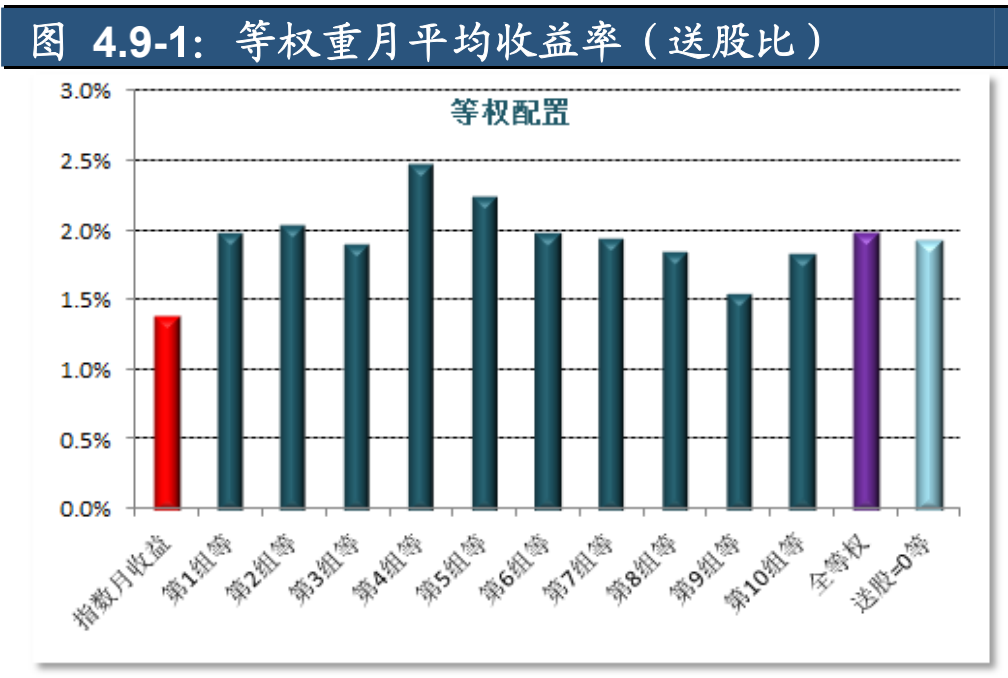 图 4.9-1: 等权重月平均收益率（送股比）
等权配置
3.0%
2.5%
2.0%
1.5%
1.0%
0.5%
0.0%
指数月收益
第1组等
第2组等
第3组等
第4组等
第5组等
第6组等
第7组等
第8组等
第9组等
第10组等
全等权
送股=0等